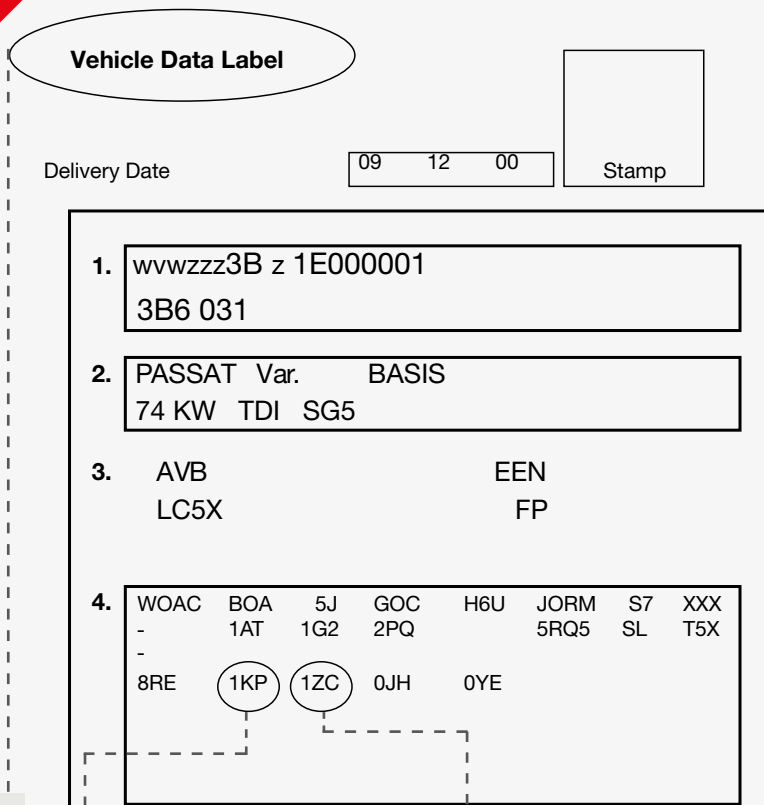 Vehicle Data Label
Delivery Date 09 12 00 Stamp
1. wvwzzz3B z 1E000001
3B6 031
2. PASSAT Var. BASIS
74 KW TDI SG5
3. AVB EEN
LC5X FP
4. WOAC BOA 5J GOC H6U JORM S7 XXX
- 1AT 1G2 2PQ 5RQ5 SL T5X
-
8RE 1KP 1ZC 0JH 0YE